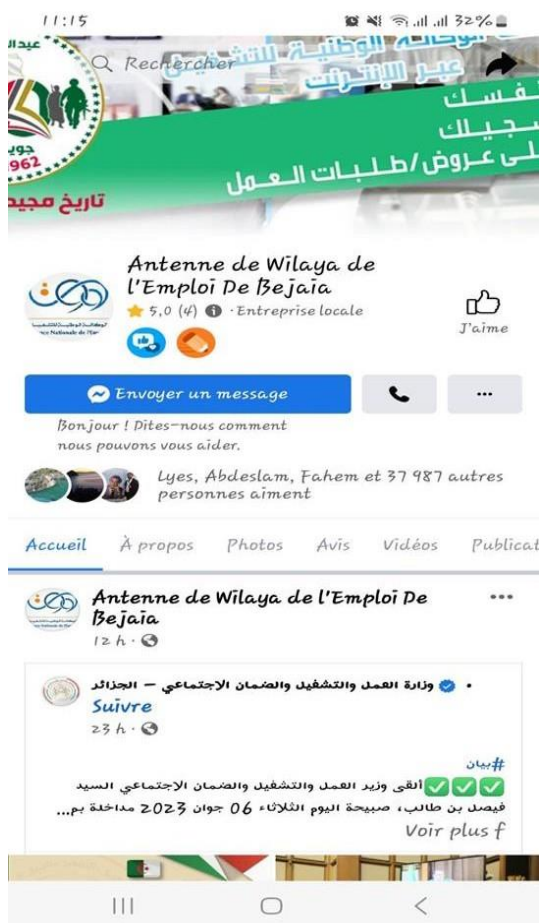 11:15
32%
عيد ال
Rechercher
الوطنية للتشغيل
عبر الإنترنت
سجيلك
لى عروض/طلبات العمل
1962
تاريخ مجيد
Antenne de Wilaya de
l'Emploi De Bejaia
5,0 (4) · Entreprise locale
J'aime
Envoyer un message
Bonjour ! Dites-nous comment
nous pouvons vous aider.
Lyes, Abdeslam, Fahem et 37 987 autres
personnes aiment
Accueil À propos Photos Avis Vidéos Publicat
Antenne de Wilaya de l'Emploi De
Bejaia
12 h ·
وزارة العمل والتشغيل والضمان الاجتماعي – الجزائر •
Suivre
23 h ·
#بيان
✅✅✅ألقى وزير العمل والتشغيل والضمان الاجتماعي السيد
فيصل بن طالب، صبيحة اليوم الثلاثاء 06 جوان 2023 مداخلة بم...
Voir plus f